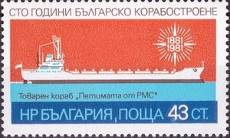 СТО ГОДИНИ БЪЛГАРСКО КОРАБОСТРОЕНЕ
1881
1981
Товарен кораб „Петимата от РМС"
НР БЪЛГАРИЯ, ПОЩА 43 СТ.